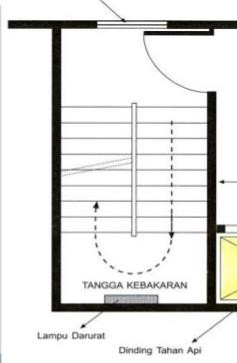 TANGGA KEBAKARAN
Lampu Darurat
Dinding Tahan Api